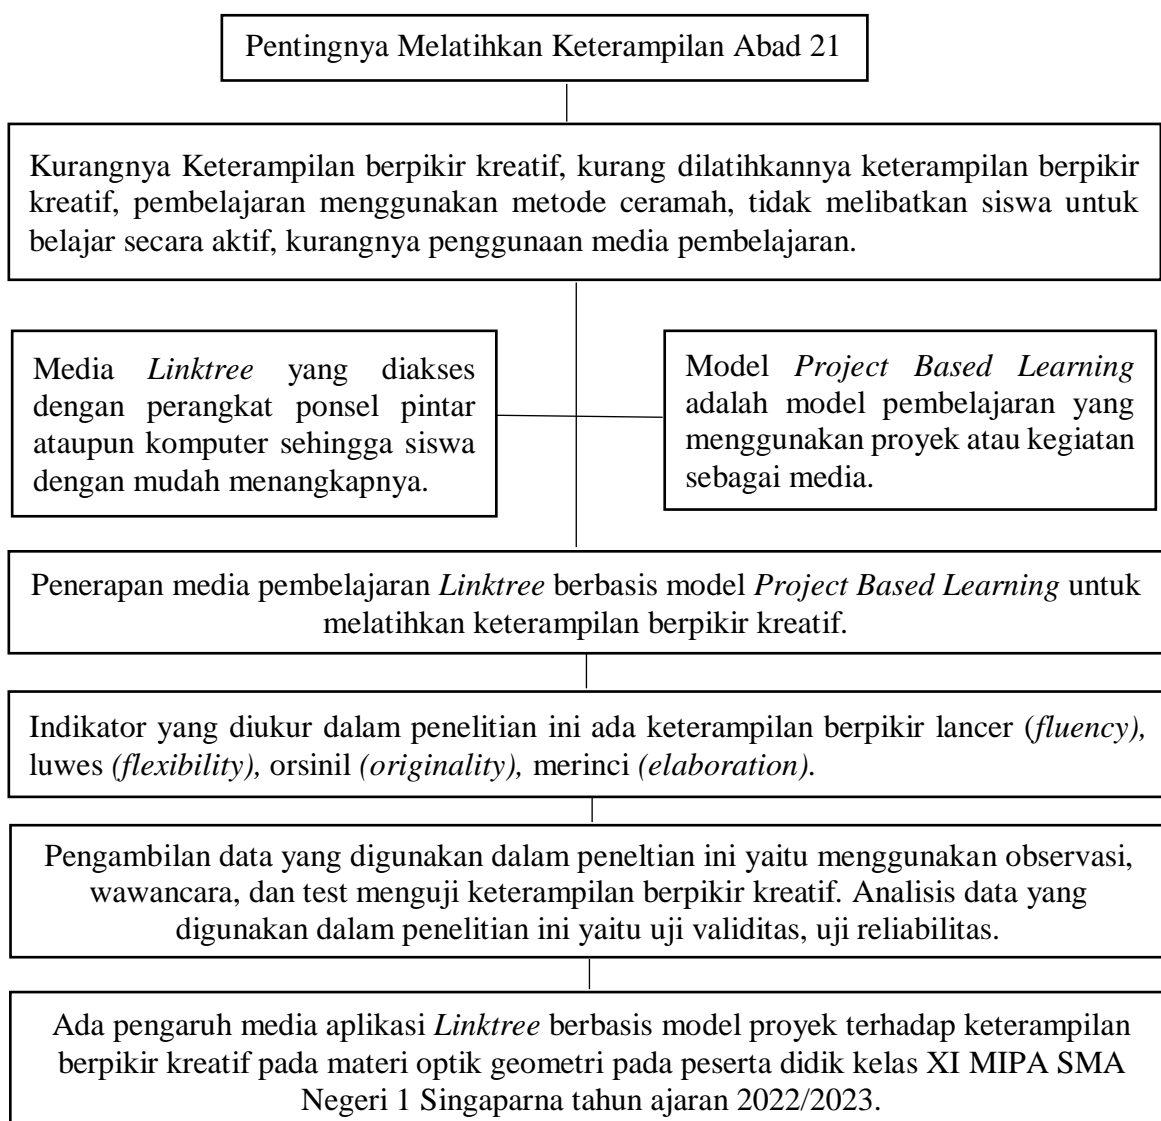 Pentingnya Melatihkan Keterampilan Abad 21
Kurangnya Keterampilan berpikir kreatif, kurang dilatihkannya keterampilan berpikir
kreatif, pembelajaran menggunakan metode ceramah, tidak melibatkan siswa untuk
belajar secara aktif, kurangnya penggunaan media pembelajaran.
Media Linktree yang diakses
dengan perangkat ponsel pintar
ataupun komputer sehingga siswa
dengan mudah menangkapnya.
Model Project Based Learning
adalah model pembelajaran yang
menggunakan proyek atau kegiatan
sebagai media.
Penerapan media pembelajaran Linktree berbasis model Project Based Learning untuk
melatihkan keterampilan berpikir kreatif.
Indikator yang diukur dalam penelitian ini ada keterampilan berpikir lancer (fluency),
luwes (flexibility), orsinil (originality), merinci (elaboration).
Pengambilan data yang digunakan dalam peneltian ini yaitu menggunakan observasi,
wawancara, dan test menguji keterampilan berpikir kreatif. Analisis data yang
digunakan dalam penelitian ini yaitu uji validitas, uji reliabilitas.
Ada pengaruh media aplikasi Linktree berbasis model proyek terhadap keterampilan
berpikir kreatif pada materi optik geometri pada peserta didik kelas XI MIPA SMA
Negeri 1 Singaparna tahun ajaran 2022/2023.